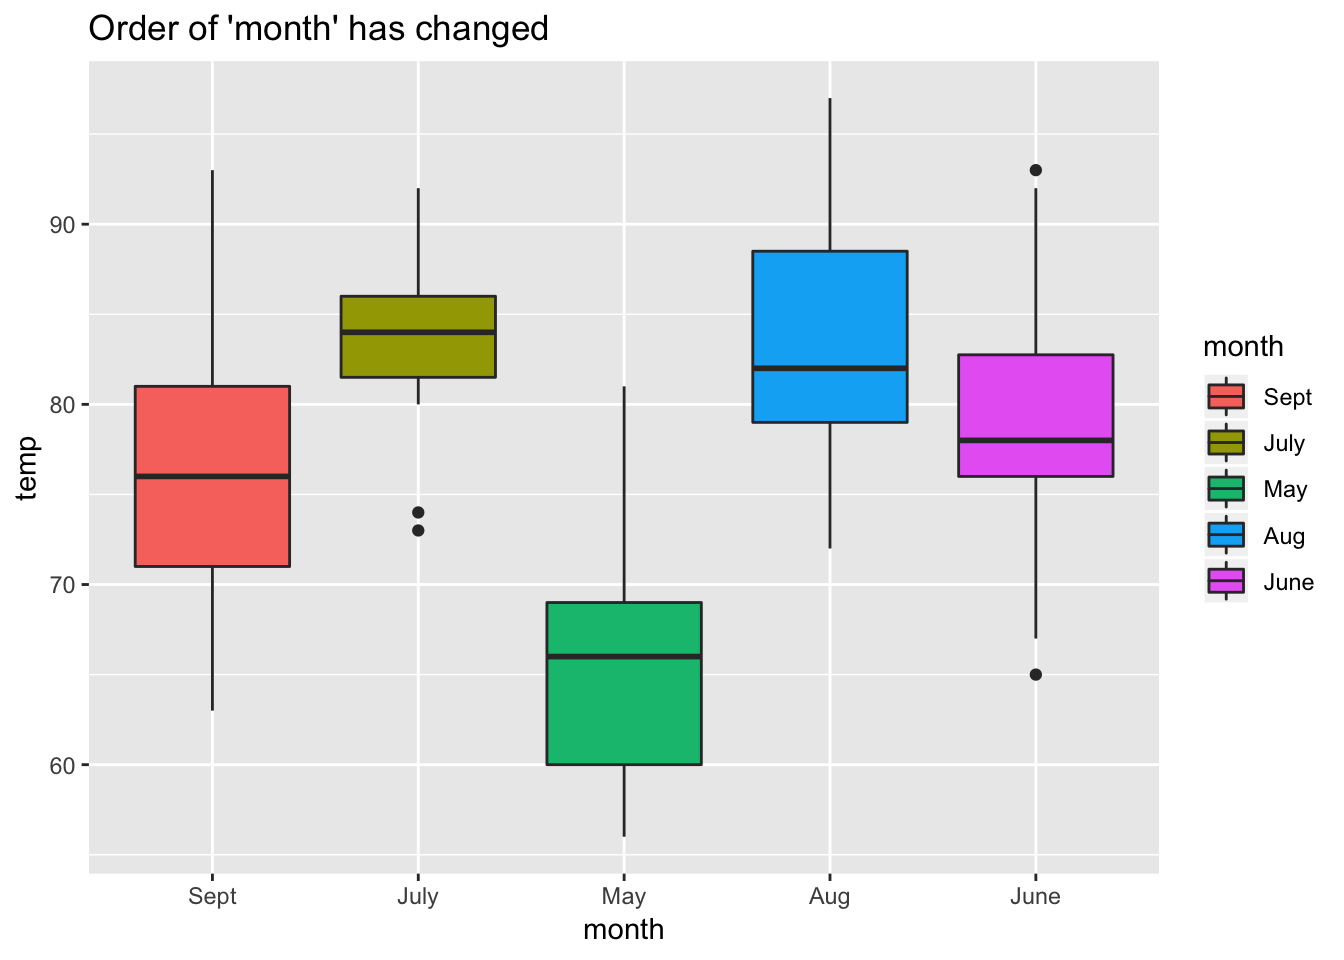 Order of 'month' has changed
temp
90
80
70
60
Sept July May Aug June
month
month
Sept
July
May
Aug
June